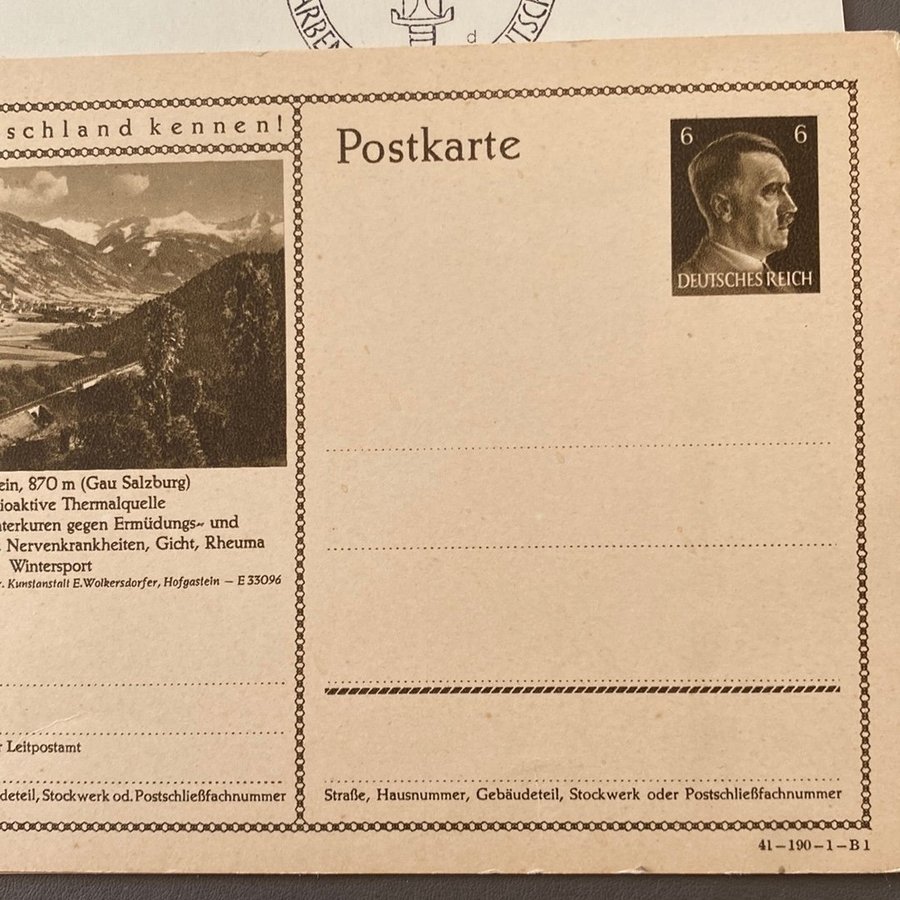 d
schland kennen!
Postkarte
6 6
DEUTSCHES REICH
ein, 870 m (Gau Salzburg)
ioaktive Thermalquelle
terkuren gegen Ermüdungs- und
Nervenkrankheiten, Gicht, Rheuma
Wintersport
r. Kunstanstalt E.Wolkersdorfer, Hofgastein – E 33096
Leitpostamt
deteil, Stockwerk od. Postschließfachnummer
Straße, Hausnummer, Gebäudeteil, Stockwerk oder Postschließfachnummer
41–190–1–B 1